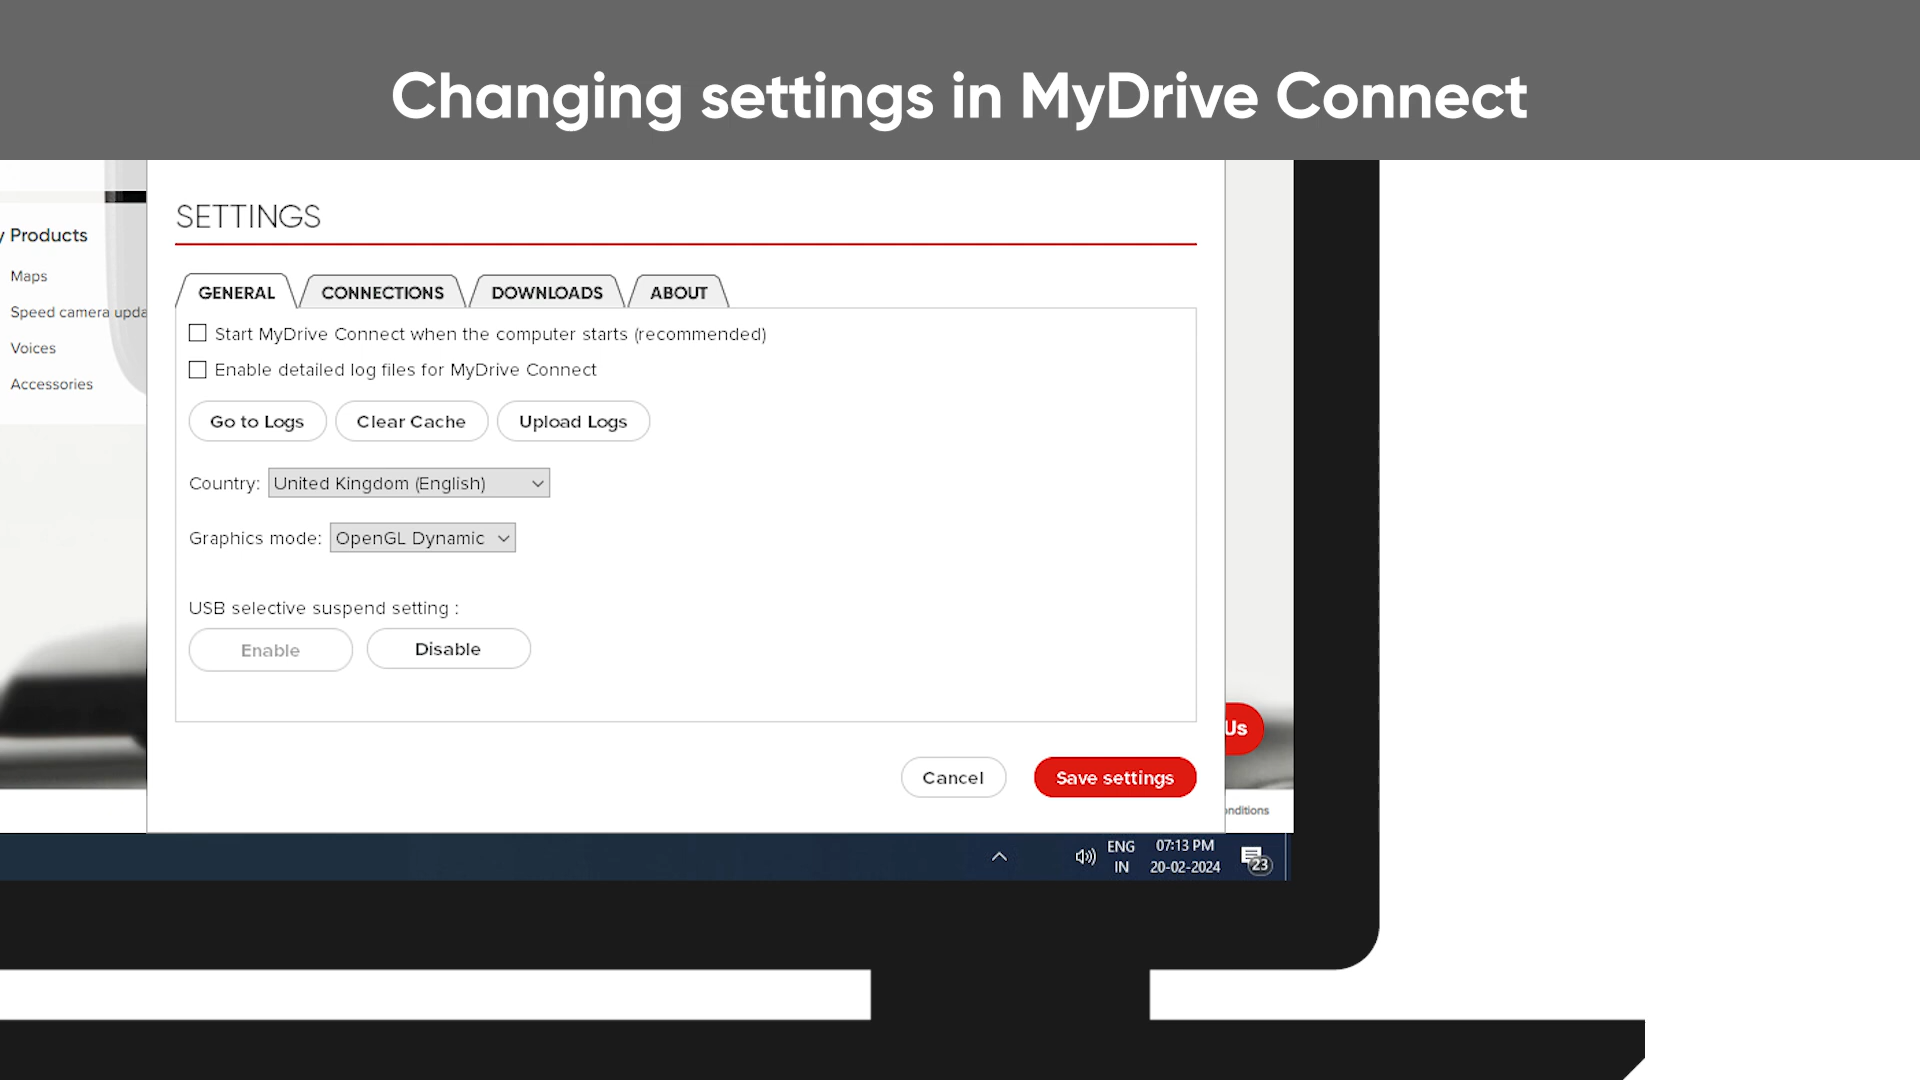 Changing settings in MyDrive Connect
SETTINGS
Products
Maps
Speed camera upda
Voices
Accessories
GENERAL
CONNECTIONS
DOWNLOADS
ABOUT
Start MyDrive Connect when the computer starts (recommended)
Enable detailed log files for MyDrive Connect
Go to Logs
Clear Cache
Upload Logs
Country:
United Kingdom (English)
Graphics mode:
OpenGL Dynamic
USB selective suspend setting :
Enable
Disable
Us
Cancel
Save settings
nditions
ENG
IN
07:13 PM
20-02-2024
23